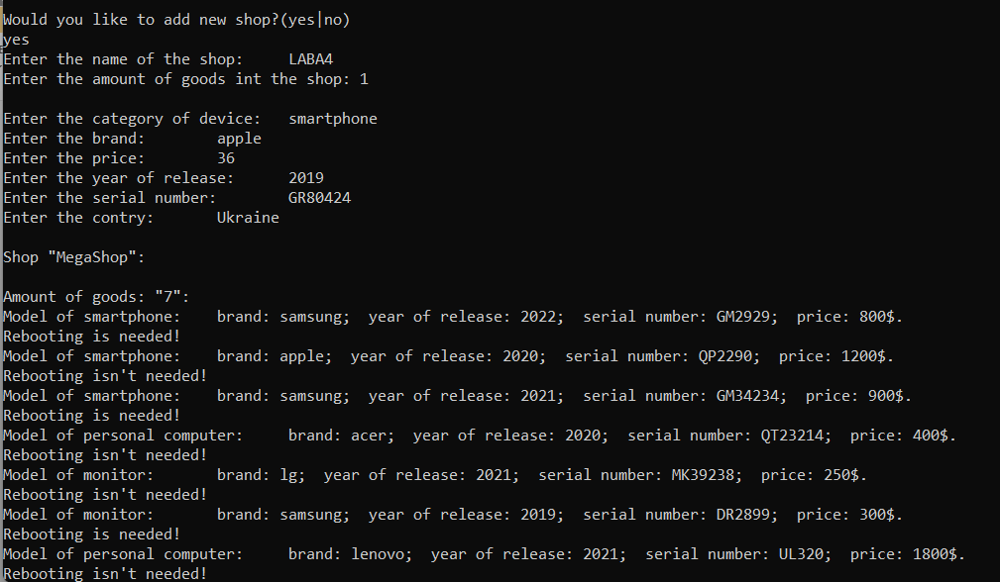 Would you like to add new shop?(yes|no)
yes
Enter the name of the shop: LABA4
Enter the amount of goods int the shop: 1
Enter the category of device: smartphone
Enter the brand: apple
Enter the price: 36
Enter the year of release: 2019
Enter the serial number: GR80424
Enter the contry: Ukraine
Shop "MegaShop":
Amount of goods: "7":
Model of smartphone: brand: samsung; year of release: 2022; serial number: GM2929; price: 800$.
Rebooting is needed!
Model of smartphone: brand: apple; year of release: 2020; serial number: QP2290; price: 1200$.
Rebooting isn't needed!
Model of smartphone: brand: samsung; year of release: 2021; serial number: GM34234; price: 900$.
Rebooting is needed!
Model of personal computer: brand: acer; year of release: 2020; serial number: QT23214; price: 400$.
Rebooting isn't needed!
Model of monitor: brand: lg; year of release: 2021; serial number: MK39238; price: 250$.
Rebooting isn't needed!
Model of monitor: brand: samsung; year of release: 2019; serial number: DR2899; price: 300$.
Rebooting is needed!
Model of personal computer: brand: lenovo; year of release: 2021; serial number: UL320; price: 1800$.
Rebooting isn't needed!